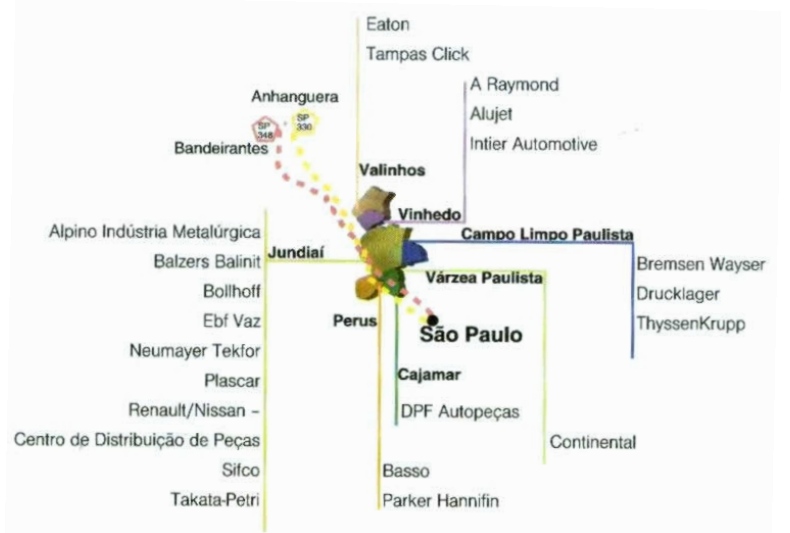 Eaton
Tampas Click
A Raymond
Alujet
Intier Automotive
Anhanguera
SP
330
SP
348
Bandeirantes
Valinhos
Vinhedo
Campo Limpo Paulista
Bremsen Wayser
Drucklager
ThyssenKrupp
Alpino Indústria Metalúrgica
Jundiaí
Balzers Balinit
Bollhoff
Ebf Vaz
Neumayer Tekfor
Plascar
Renault/Nissan –
Centro de Distribuição de Peças
Sifco
Takata-Petri
Várzea Paulista
Continental
São Paulo
Perus
Basso
Parker Hannifin
Cajamar
DPF Autopeças